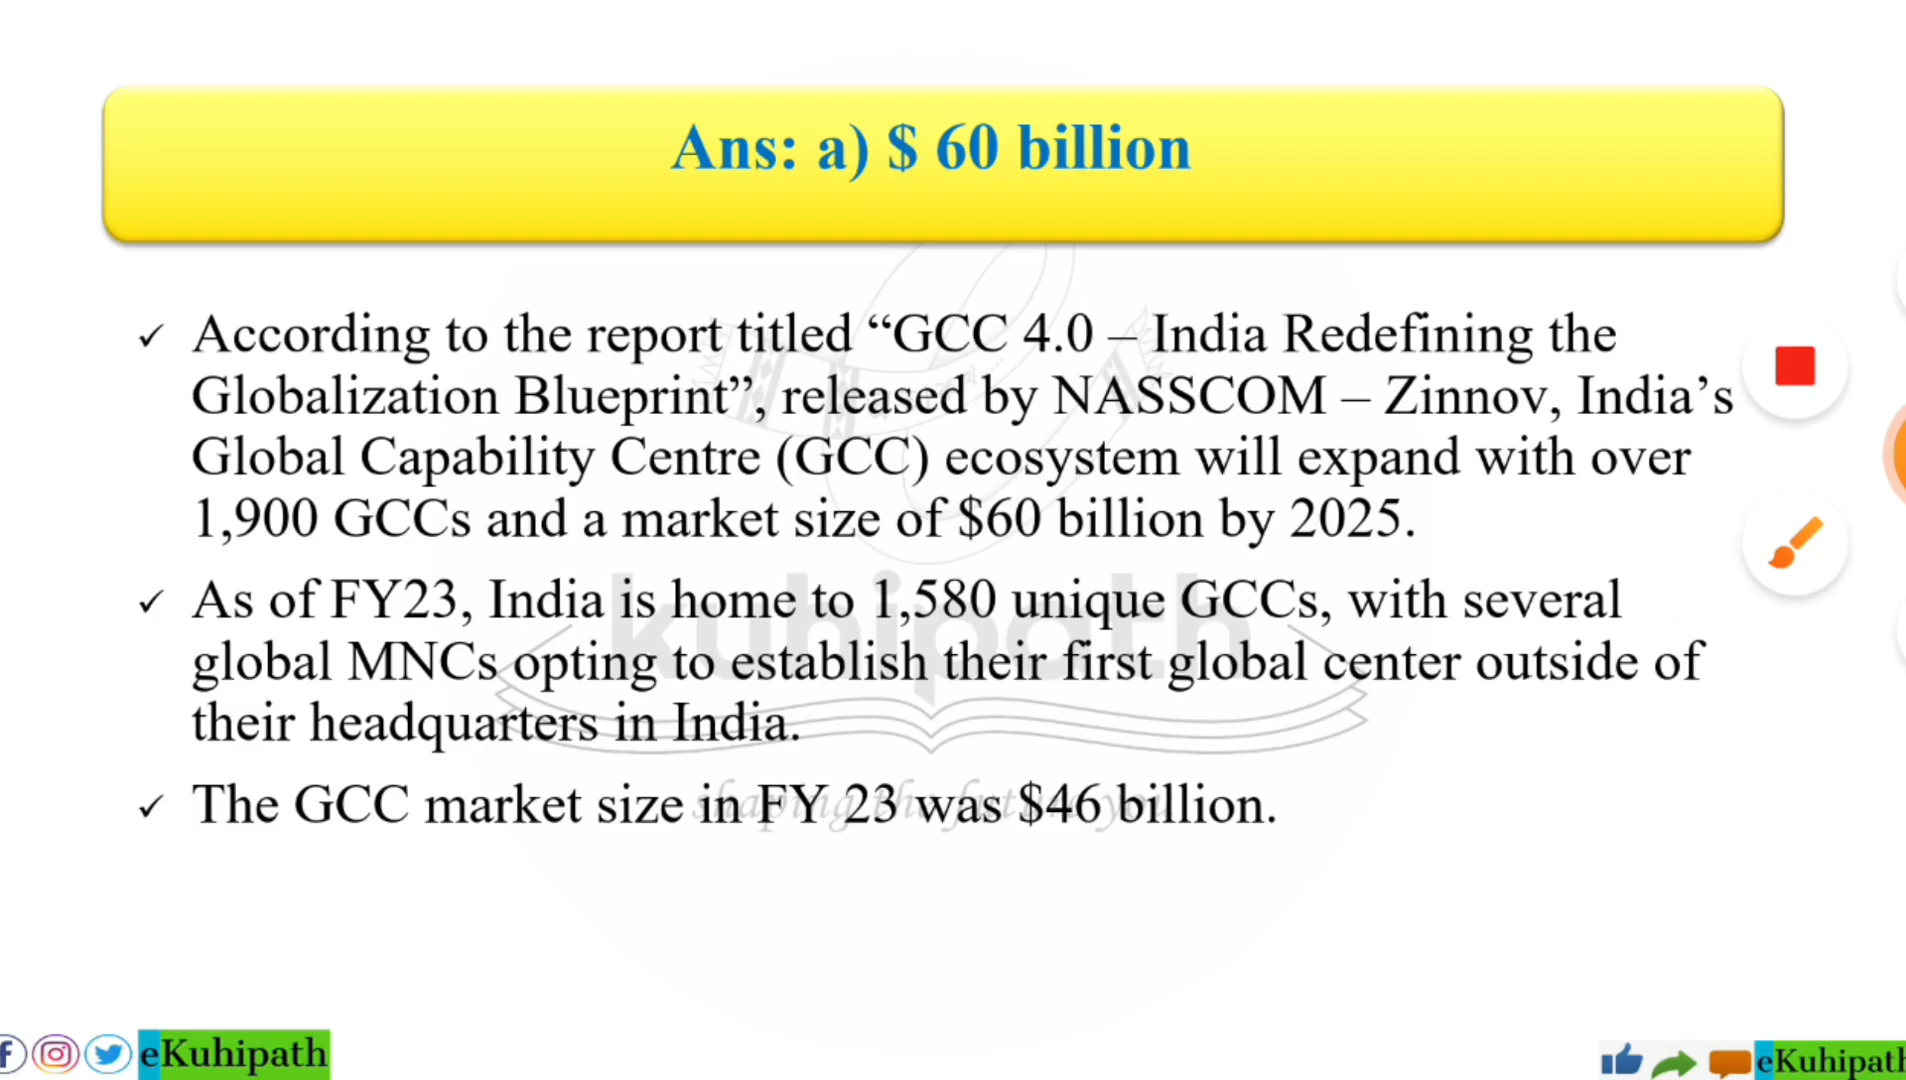 Ans: a) $ 60 billion
✓ According to the report titled “GCC 4.0 – India Redefining the
Globalization Blueprint”, released by NASSCOM – Zinnov, India’s
Global Capability Centre (GCC) ecosystem will expand with over
1,900 GCCs and a market size of $60 billion by 2025.
✓ As of FY23, India is home to 1,580 unique GCCs, with several
global MNCs opting to establish their first global center outside of
their headquarters in India.
✓ The GCC market size in FY 23 was $46 billion.
kuhipath
eKuhipath
eKuhipath